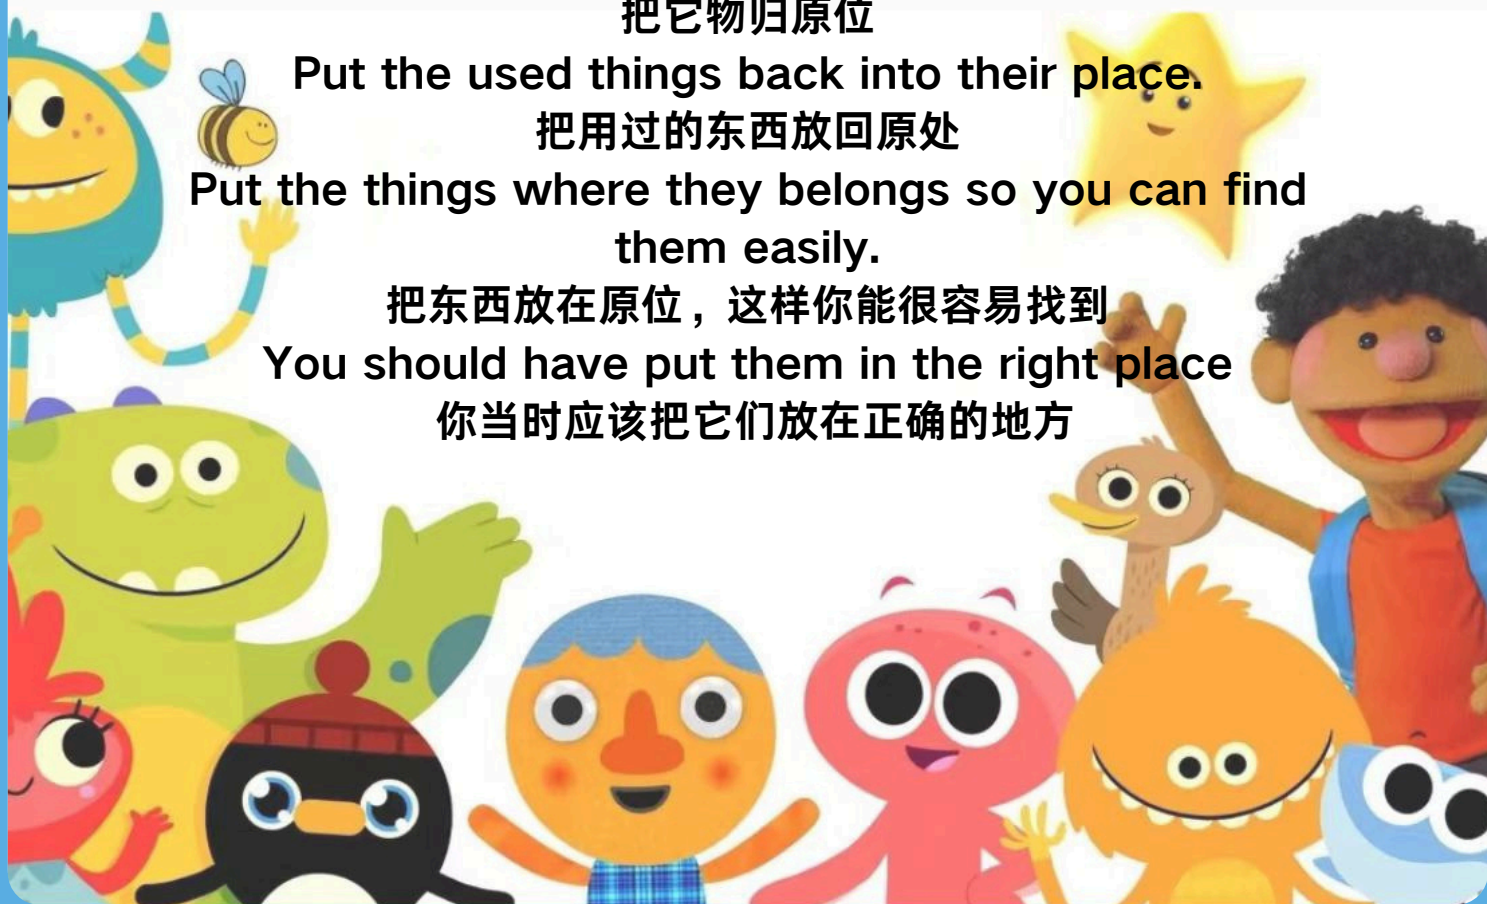 把它物归原位
Put the used things back into their place.
把用过的东西放回原处
Put the things where they belongs so you can find
them easily.
把东西放在原位，这样你能很容易找到
You should have put them in the right place
你当时应该把它们放在正确的地方